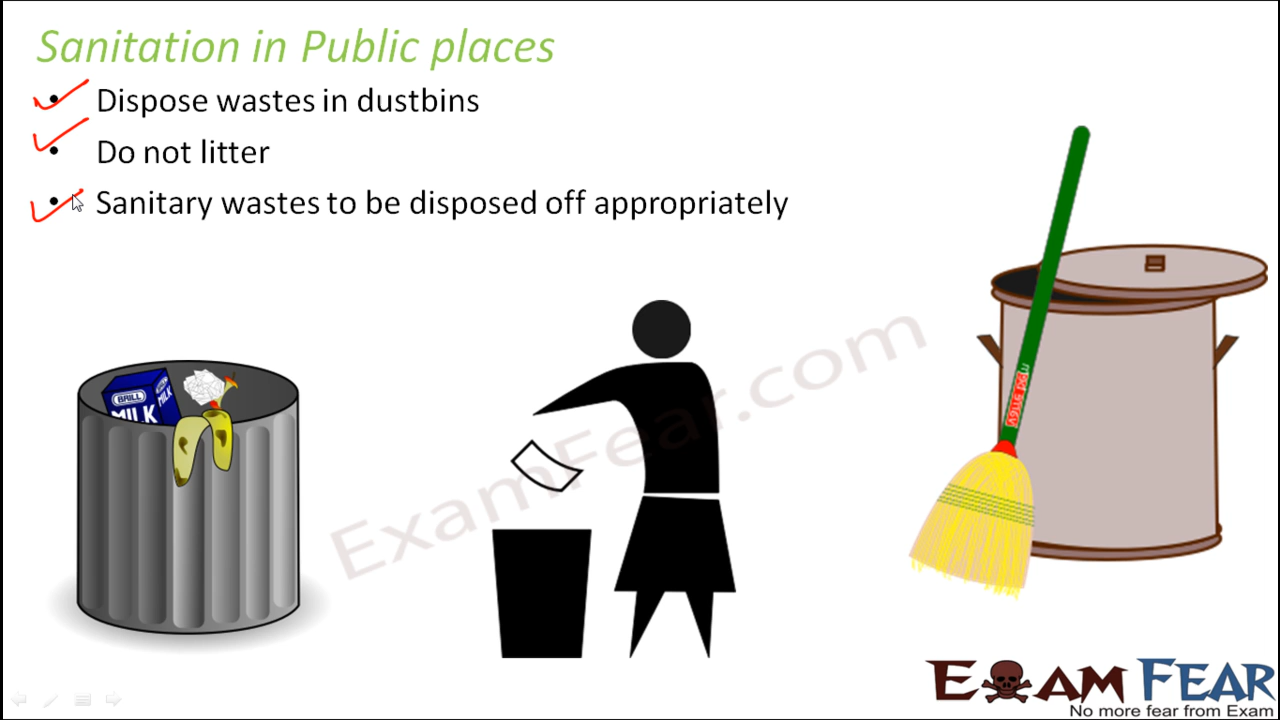 Sanitation in Public places
• Dispose wastes in dustbins
• Do not litter
• Sanitary wastes to be disposed off appropriately
ExamFear.com
BRILL
MILK
EXAM FEAR
No more fear from Exam